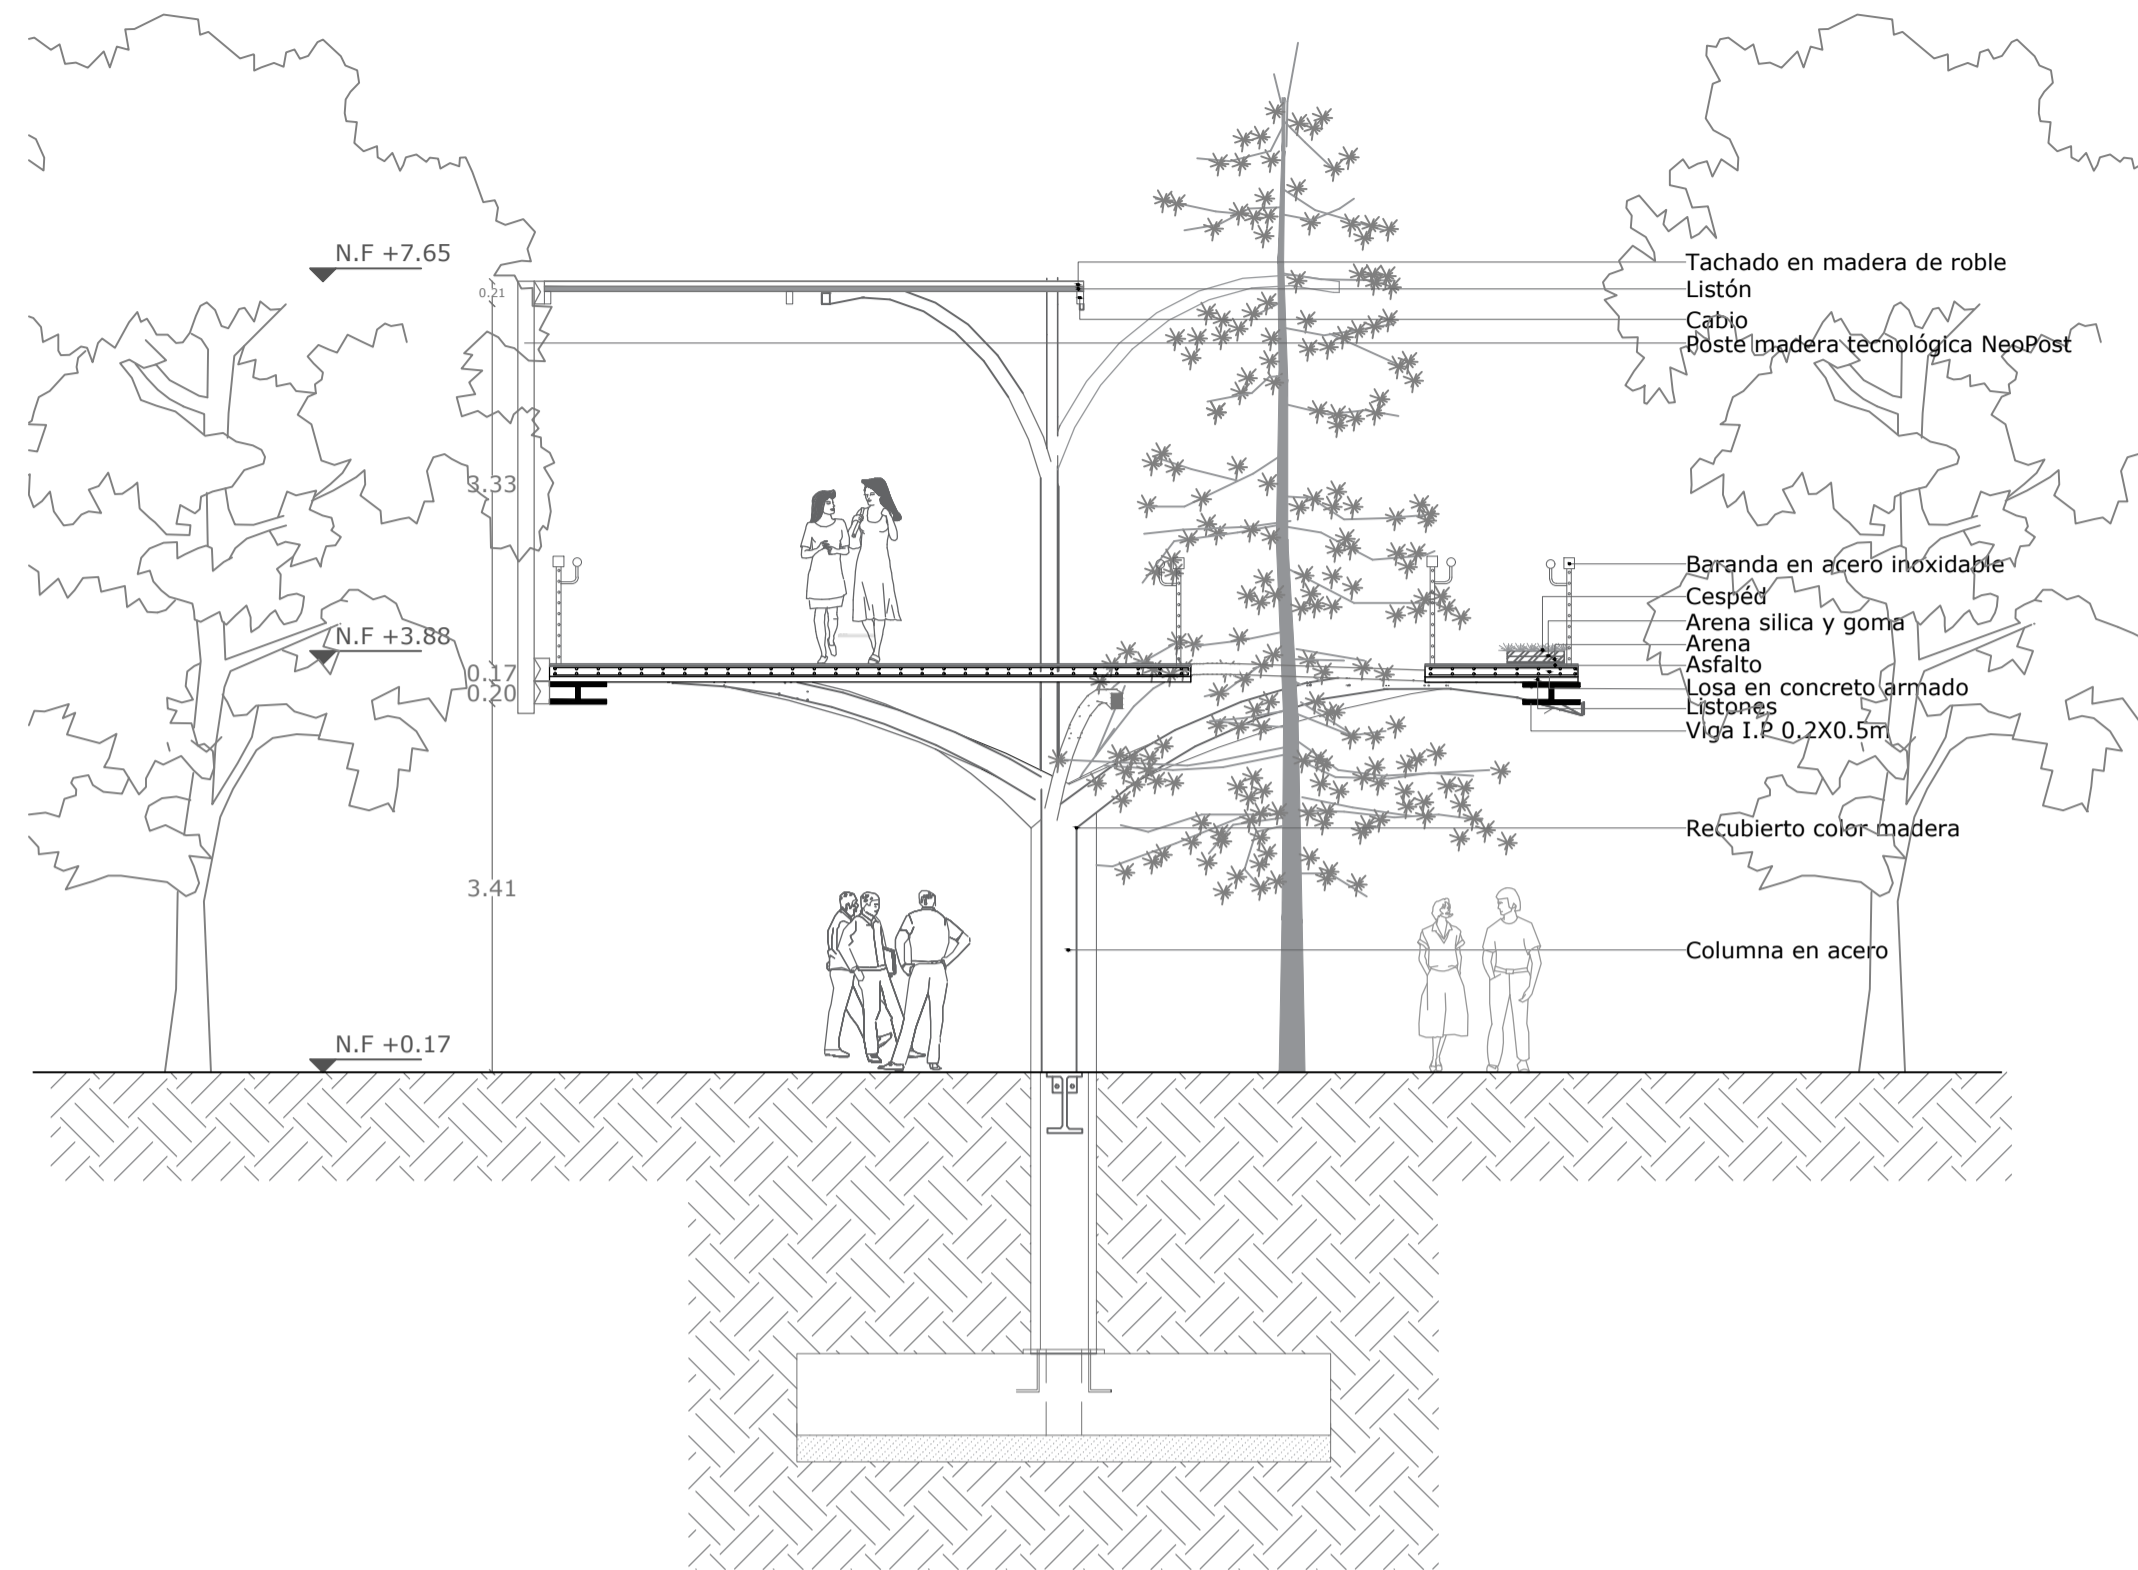 N.F +7.65
0.21
3.33
N.F +3.88
0.17
0.20
3.41
N.F +0.17
Tachado en madera de roble
Listón
Cabio
Poste madera tecnológica NeoPost
Baranda en acero inoxidable
Cespéd
Arena silica y goma
Arena
Asfalto
Losa en concreto armado
Listones
Viga I.P 0.2X0.5m
Recubierto color madera
Columna en acero